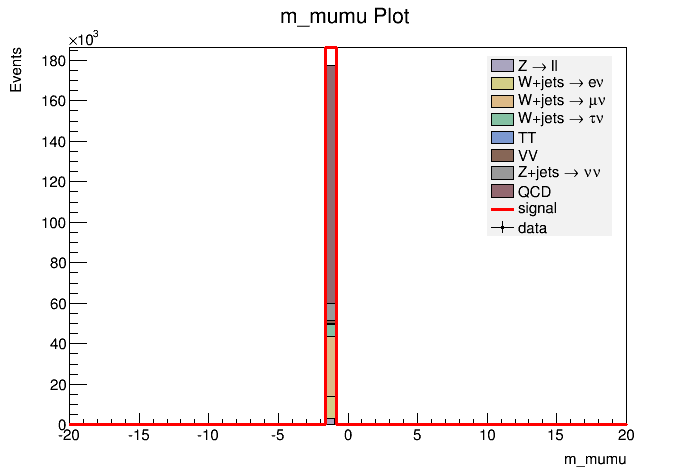 m_mumu Plot
×10³
Events
180
160
140
120
100
80
60
40
20
0
-20 -15 -10 -5 0 5 10 15 20
m_mumu
Z → ll
W+jets → eν
W+jets → μν
W+jets → τν
TT
VV
Z+jets → νν
QCD
signal
data